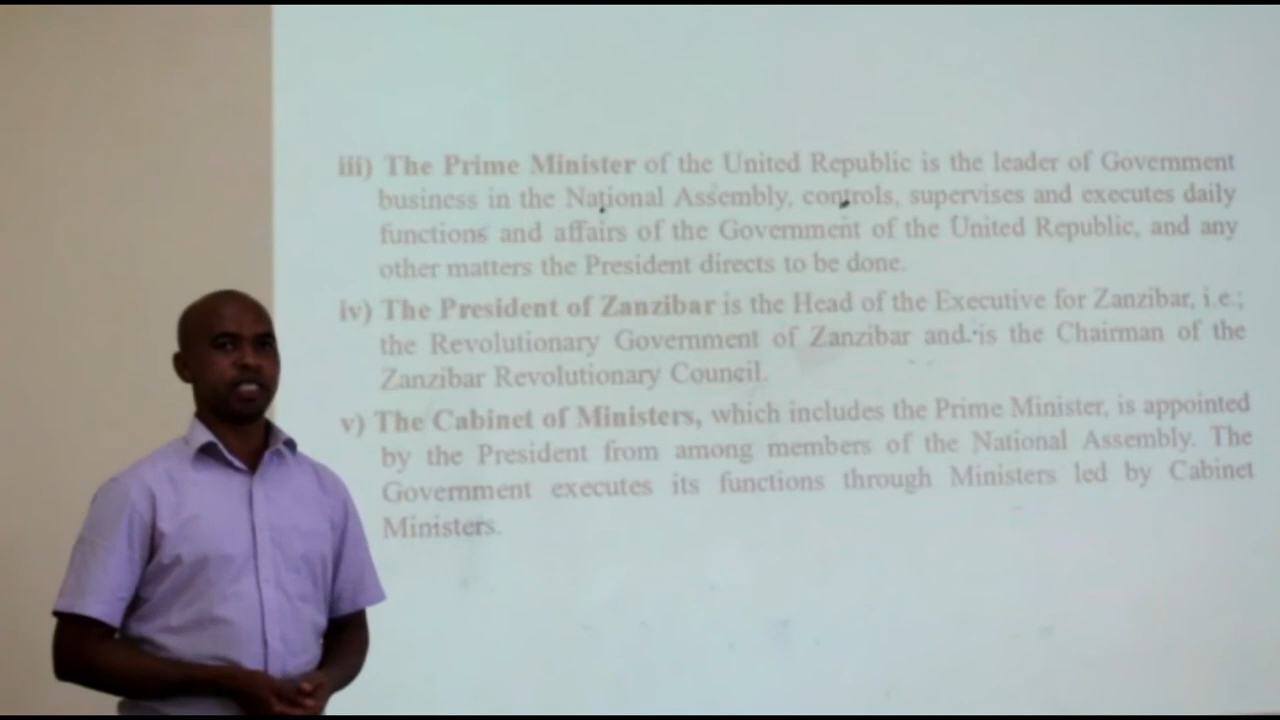 iii) The Prime Minister of the United Republic is the leader of Government
business in the National Assembly, controls, supervises and executes daily
functions and affairs of the Government of the United Republic, and any
other matters the President directs to be done.
iv) The President of Zanzibar is the Head of the Executive for Zanzibar, i.e.;
the Revolutionary Government of Zanzibar and is the Chairman of the
Zanzibar Revolutionary Council.
v) The Cabinet of Ministers, which includes the Prime Minister, is appointed
by the President from among members of the National Assembly. The
Government executes its functions through Ministers led by Cabinet
Ministers.